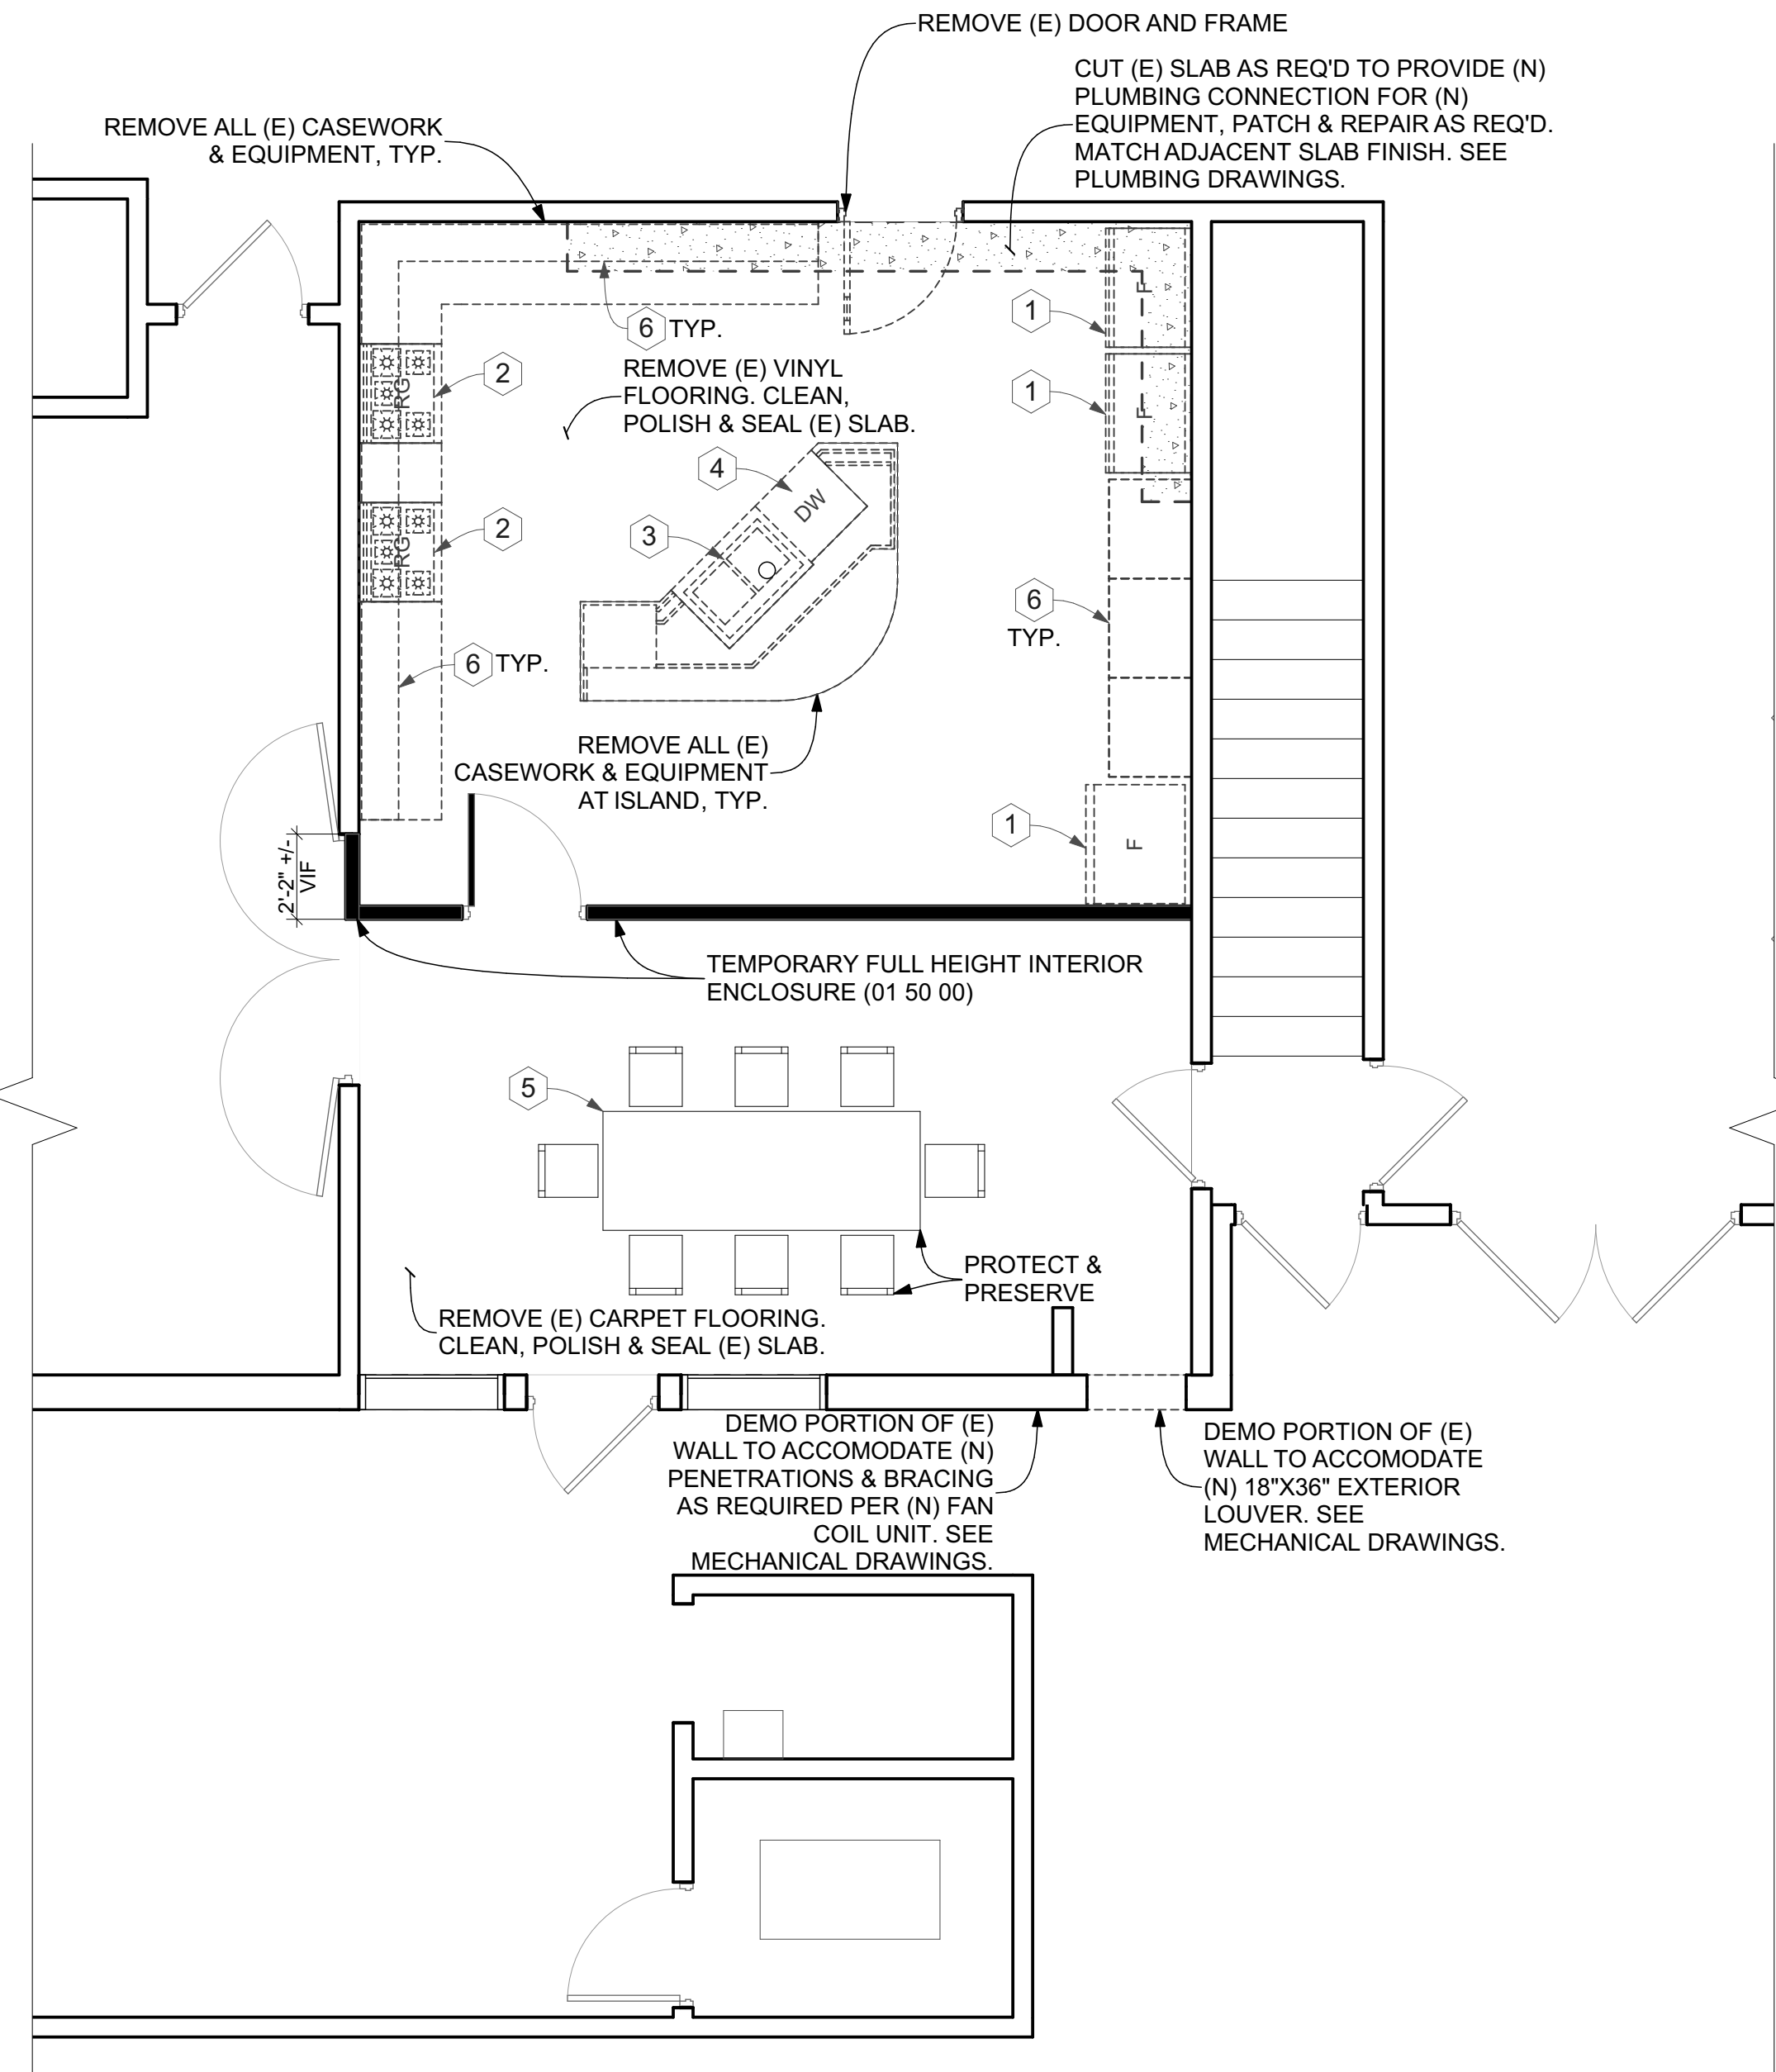 REMOVE (E) DOOR AND FRAME
CUT (E) SLAB AS REQ'D TO PROVIDE (N)
PLUMBING CONNECTION FOR (N)
EQUIPMENT, PATCH & REPAIR AS REQ'D.
MATCH ADJACENT SLAB FINISH. SEE
PLUMBING DRAWINGS.
REMOVE ALL (E) CASEWORK
& EQUIPMENT, TYP.
6 TYP.
1
F
REMOVE (E) VINYL
FLOORING. CLEAN,
POLISH & SEAL (E) SLAB.
2
RG
1
F
4
DW
3
2
RG
6
TYP.
6 TYP.
REMOVE ALL (E)
CASEWORK & EQUIPMENT
AT ISLAND, TYP.
1
F
2'-2" +/-
VIF
TEMPORARY FULL HEIGHT INTERIOR
ENCLOSURE (01 50 00)
5
PROTECT &
PRESERVE
REMOVE (E) CARPET FLOORING.
CLEAN, POLISH & SEAL (E) SLAB.
DEMO PORTION OF (E)
WALL TO ACCOMODATE (N)
PENETRATIONS & BRACING
AS REQUIRED PER (N) FAN
COIL UNIT. SEE
MECHANICAL DRAWINGS.
DEMO PORTION OF (E)
WALL TO ACCOMODATE
(N) 18"X36" EXTERIOR
LOUVER. SEE
MECHANICAL DRAWINGS.